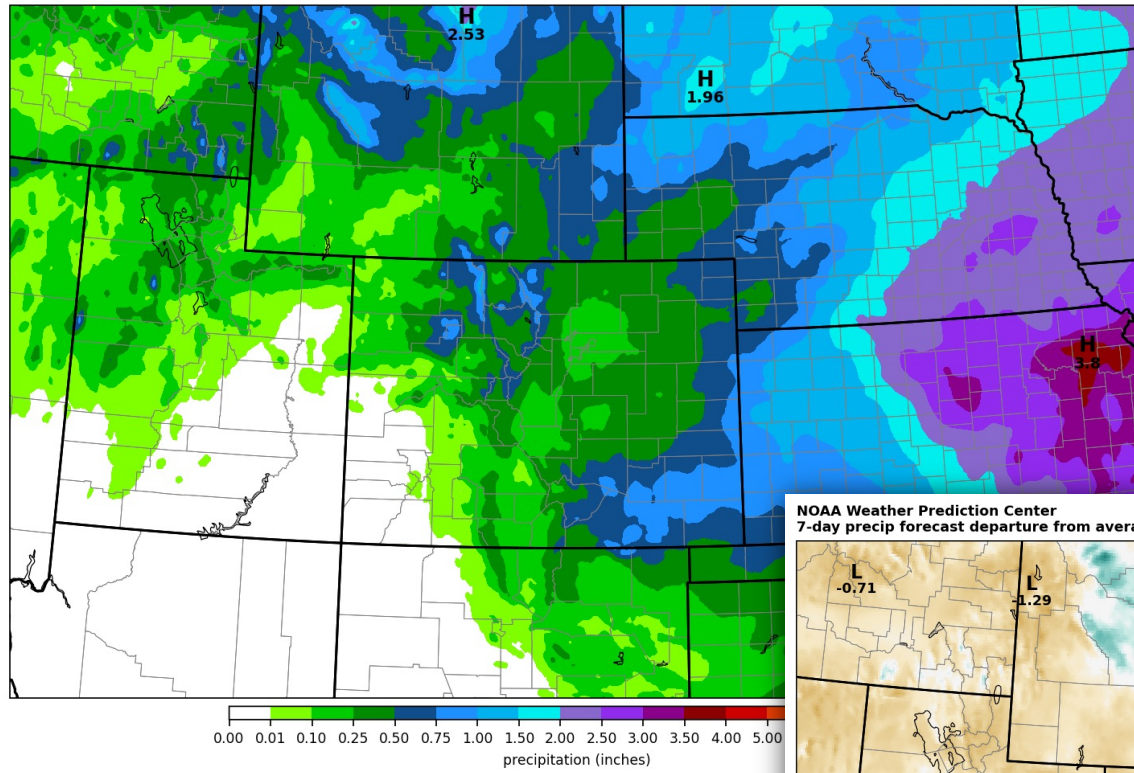 H
2.53
H
1.96
H
3.8
NOAA Weather Prediction Center
7-day precip forecast departure from avera
L
-0.71
L
-1.29
0.00 0.01 0.10 0.25 0.50 0.75 1.00 1.50 2.00 2.50 3.00 3.50 4.00 5.00
precipitation (inches)